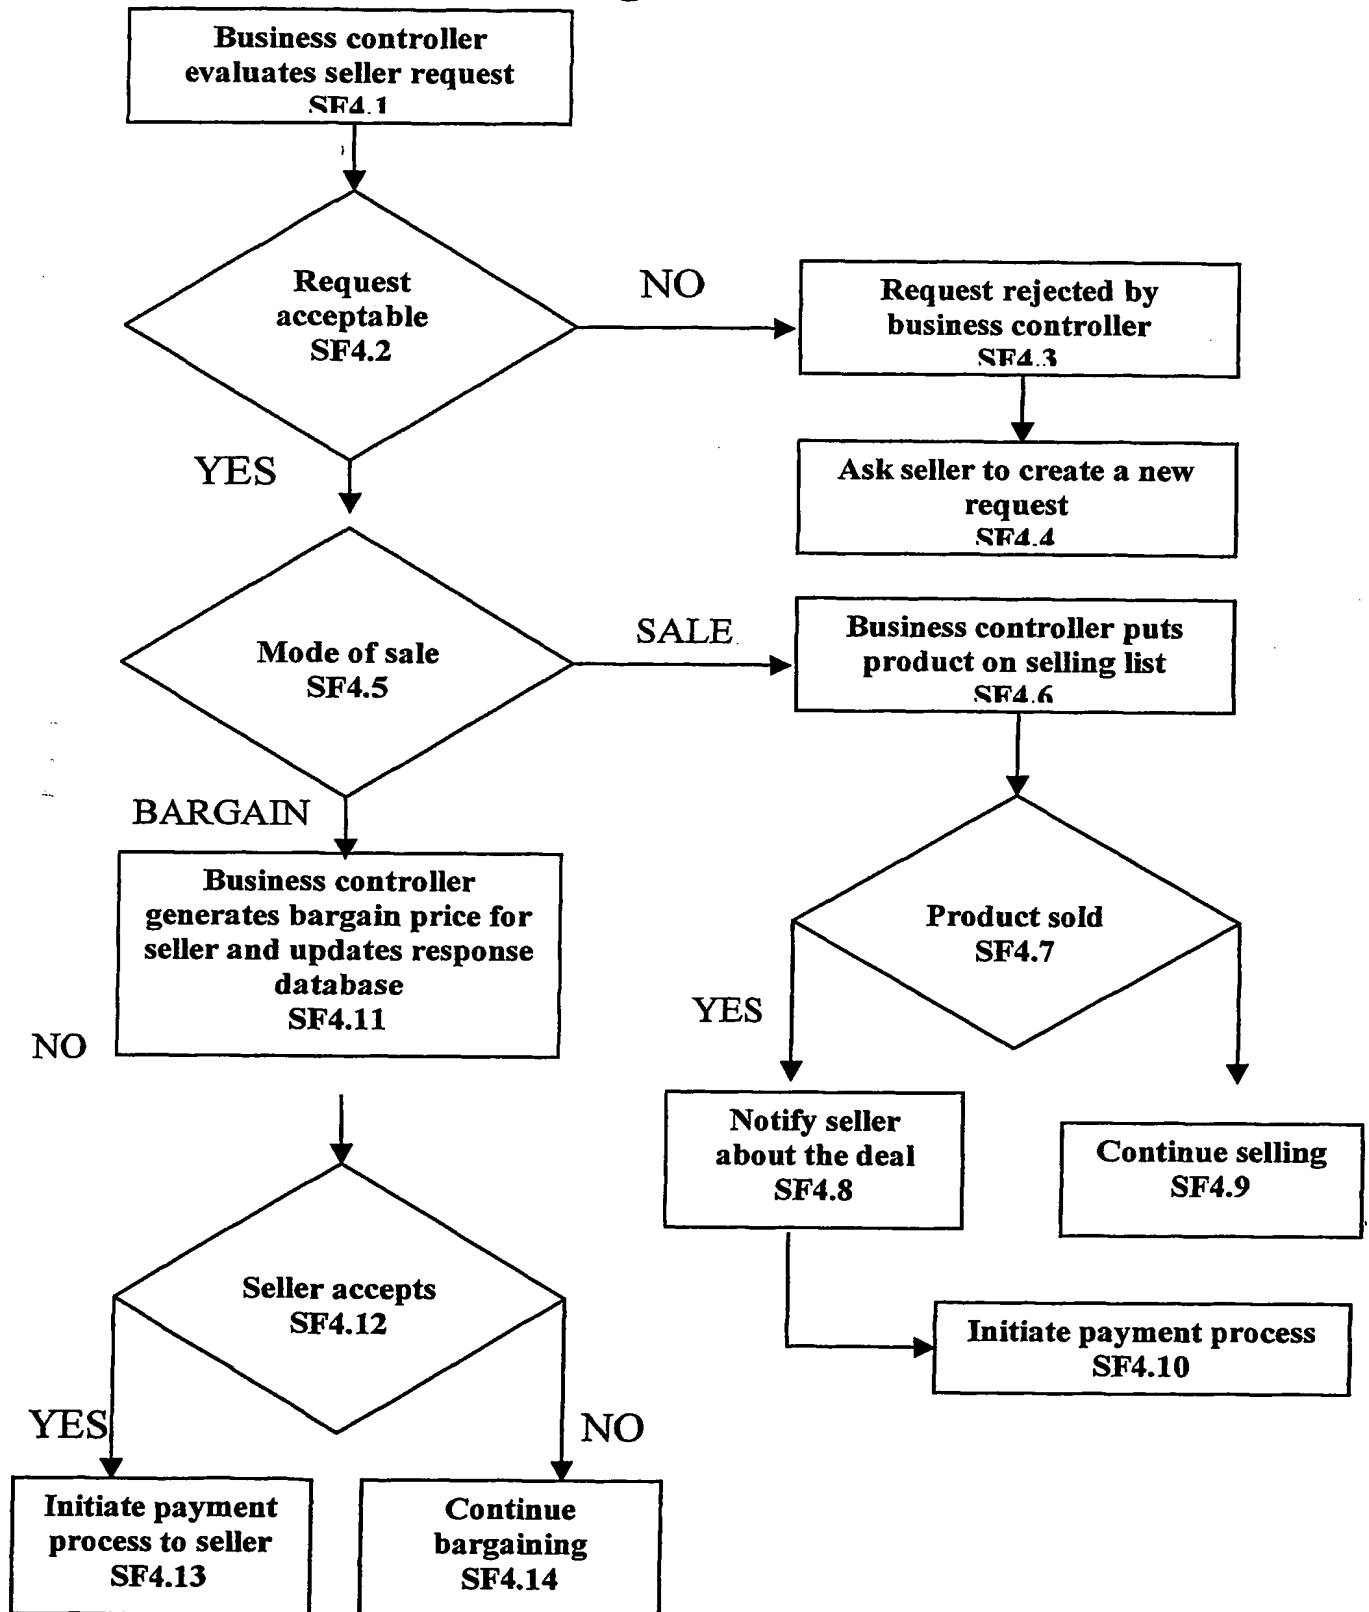 Business controller
evaluates seller request
SF4.1
Request
acceptable
SF4.2
NO
Request rejected by
business controller
SF4.3
YES
Ask seller to create a new
request
SF4.4
Mode of sale
SF4.5
SALE
Business controller puts
product on selling list
SF4.6
BARGAIN
Business controller
generates bargain price for
seller and updates response
database
SF4.11
NO
Product sold
SF4.7
YES
Notify seller
about the deal
SF4.8
Continue selling
SF4.9
Initiate payment process
SF4.10
Seller accepts
SF4.12
YES
NO
Initiate payment
process to seller
SF4.13
Continue
bargaining
SF4.14